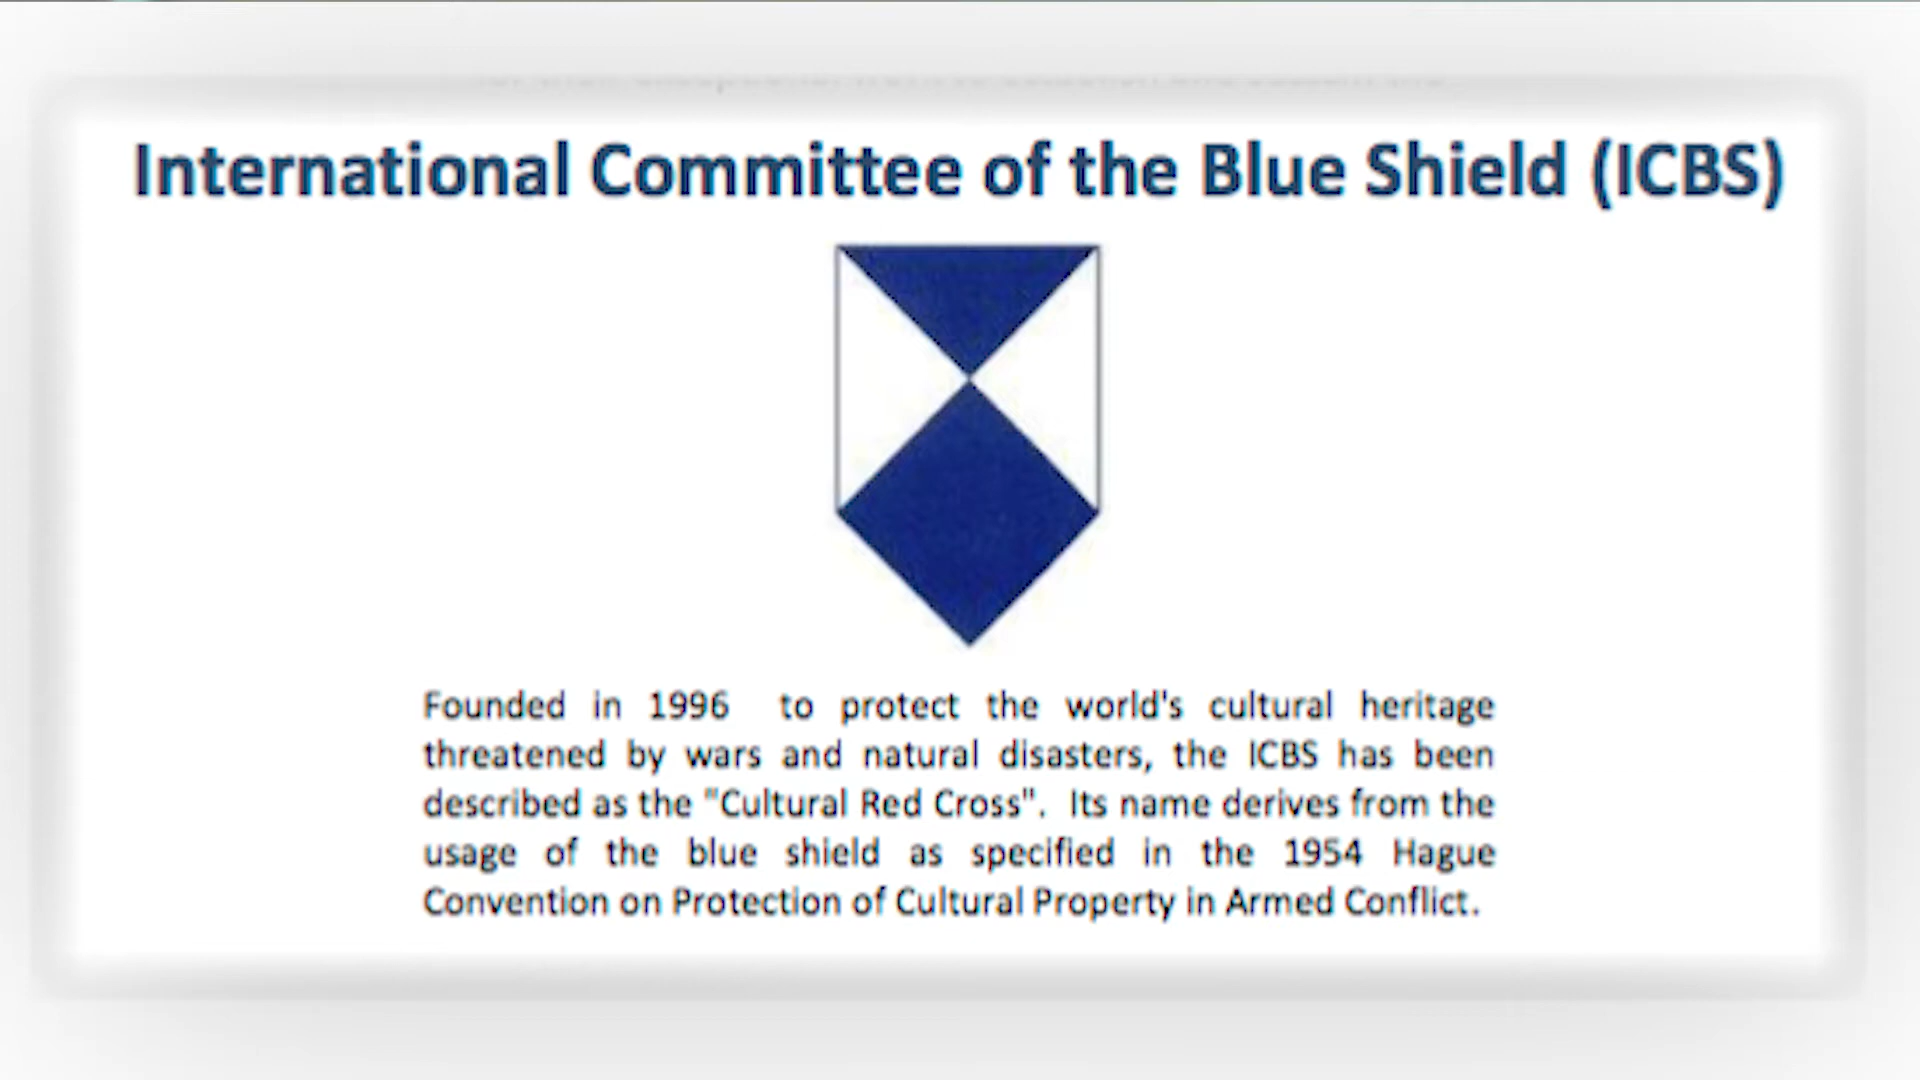 International Committee of the Blue Shield (ICBS)
Founded in 1996 to protect the world's cultural heritage
threatened by wars and natural disasters, the ICBS has been
described as the "Cultural Red Cross". Its name derives from the
usage of the blue shield as specified in the 1954 Hague
Convention on Protection of Cultural Property in Armed Conflict.